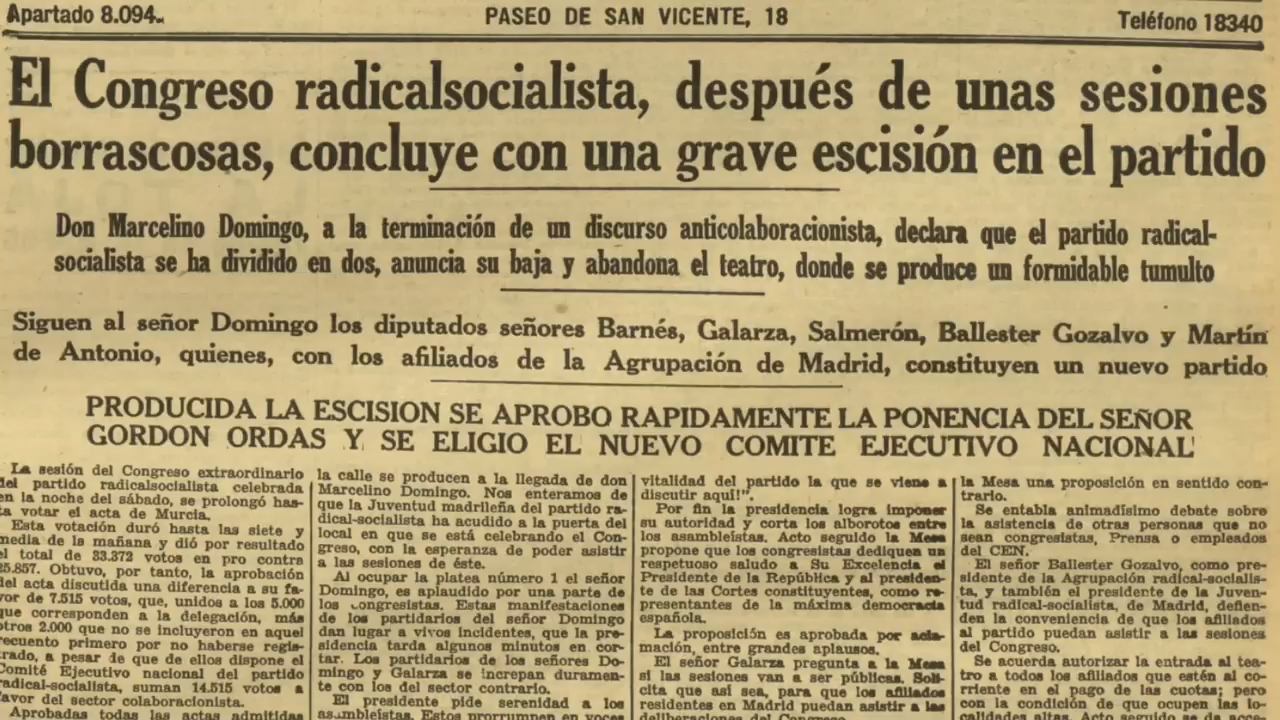 Apartado 8.094.
PASEO DE SAN VICENTE, 18
Teléfono 18340
El Congreso radicalsocialista, después de unas sesiones
borrascosas, concluye con una grave escisión en el partido
Don Marcelino Domingo, a la terminación de un discurso anticolaboracionista, declara que el partido radical-
socialista se ha dividido en dos, anuncia su baja y abandona el teatro, donde se produce un formidable tumulto
Siguen al señor Domingo los diputados señores Barnés, Galarza, Salmerón, Ballester Gozalvo y Martín
de Antonio, quienes, con los afiliados de la Agrupación de Madrid, constituyen un nuevo partido
PRODUCIDA LA ESCISION SE APROBO RAPIDAMENTE LA PONENCIA DEL SEÑOR
GORDON ORDAS Y SE ELIGIO EL NUEVO COMITE EJECUTIVO NACIONAL
La sesión del Congreso extraordinario
del partido radicalsocialista celebrada
en la noche del sábado, se prolongó has-
ta votar el acta de Murcia.
Esta votación duró hasta las siete y
media de la mañana y dió por resultado
el total de 33.372 votos en pro contra
25.857. Obtuvo, por tanto, la aprobación
del acta discutida una diferencia a su fa-
vor de 7.515 votos, que, unidos a los 5.000
que corresponden a la delegación, más
otros 2.000 que no se incluyeron en aquel
recuento primero por no haberse regis-
trado, a pesar de que de ellos dispone el
Comité Ejecutivo nacional del partido
radical-socialista, suman 14.515 votos a
favor del sector colaboracionista.
Aprobadas todas las actas admitidas
la calle se producen a la llegada de don
Marcelino Domingo. Nos enteramos de
que la Juventud madrileña del partido ra-
dical-socialista ha acudido a la puerta del
local en que se está celebrando el Con-
greso, con la esperanza de poder asistir
a las sesiones de éste.
Al ocupar la platea número 1 el señor
Domingo, es aplaudido por una parte de
los congresistas. Estas manifestaciones
de los partidarios del señor Domingo
dan lugar a vivos incidentes, que la pre-
sidencia tarda algunos minutos en cor-
tar. Los partidarios de los señores Do-
mingo y Galarza se increpan duramen-
te con los del sector contrario.
El presidente pide serenidad a los
asambleístas. Estos prorrumpen en voces
vitalidad del partido la que se viene a
discutir aquí!".
Por fin la presidencia logra imponer
su autoridad y corta los alborotos entre
los asambleístas. Acto seguido la Mesa
propone que los congresistas dediquen un
respetuoso saludo a Su Excelencia el
Presidente de la República y al presiden-
te de las Cortes constituyentes, como re-
presentantes de la máxima democracia
española.
La proposición es aprobada por acla-
mación, entre grandes aplausos.
El señor Galarza pregunta a la Mesa
si las sesiones van a ser públicas. Soli-
cita que así sea, para que los afiliados
residentes en Madrid puedan asistir a las
deliberaciones del Congreso.
la Mesa una proposición en sentido con-
trario.
Se entabla animadísimo debate sobre
la asistencia de otras personas que no
sean congresistas, Prensa o empleados
del CEN.
El señor Ballester Gozalvo, como pre-
sidente de la Agrupación radical-socialis-
ta, y también el presidente de la Juven-
tud radical-socialista, de Madrid, defien-
den la conveniencia de que los afiliados
al partido puedan asistir a las sesiones
del Congreso.
Se acuerda autorizar la entrada al tea-
tro a todos los afiliados que estén al co-
rriente en el pago de las cuotas; pero
con la condición de que ocupen las lo-
calidades altas. Acto seguido